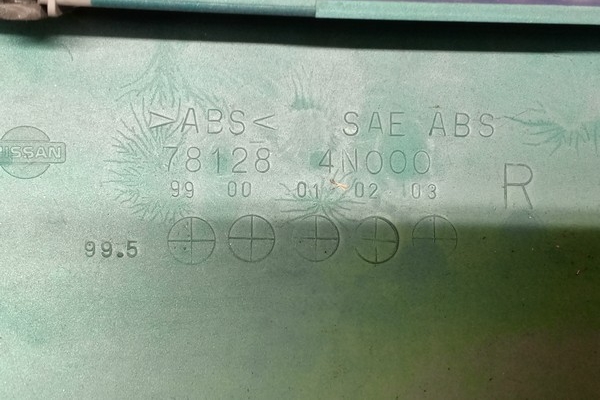 >ABS< SAE ABS
NISSAN
78128 4N000
R
99 00 01 02 03
99.5